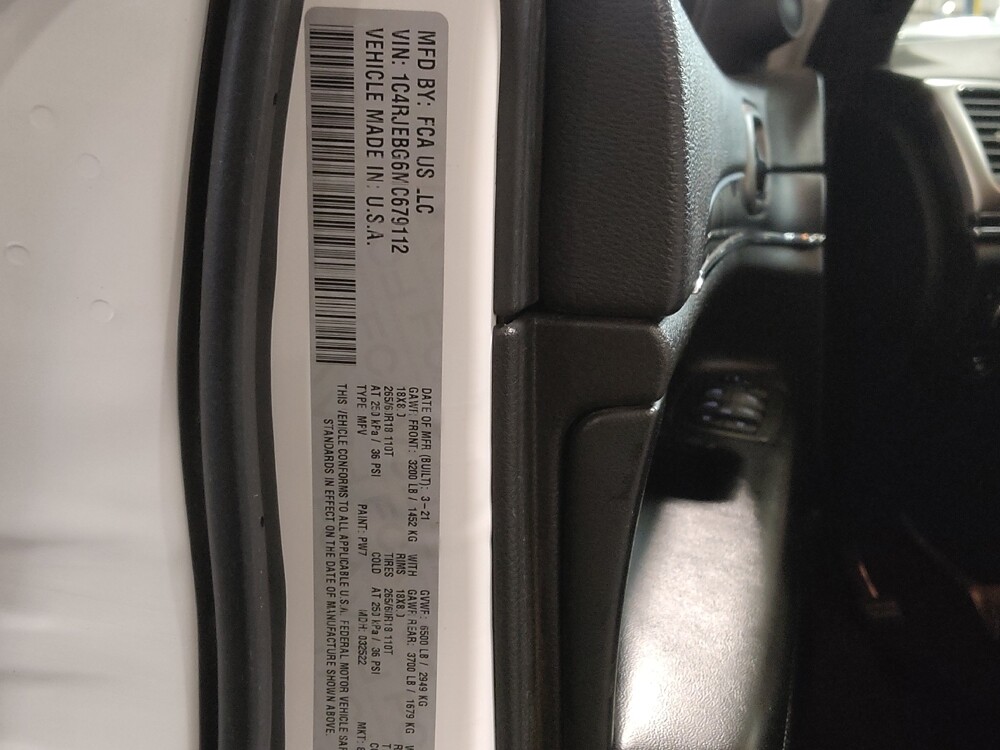 MFD BY: FCA US LLC
VIN: 1C4RJEBG6MC679112
VEHICLE MADE IN: U.S.A.
DATE OF MFR (BUILT): 3-21 GVWR: 6500 LB / 2949 KG
GAWR FRONT: 3200 LB / 1452 KG WITH GAWR REAR: 3700 LB / 1679 KG
18X8.0 RIMS 18X8.0
265/60R18 110T TIRES 265/60R18 110T
AT 250 kPa / 36 PSI COLD AT 250 kPa / 36 PSI
TYPE MPV PAINT: PW7 MDH: 032522 MKT:
THIS VEHICLE CONFORMS TO ALL APPLICABLE U.S.A. FEDERAL MOTOR VEHICLE SAF
STANDARDS IN EFFECT ON THE DATE OF MANUFACTURE SHOWN ABOVE.